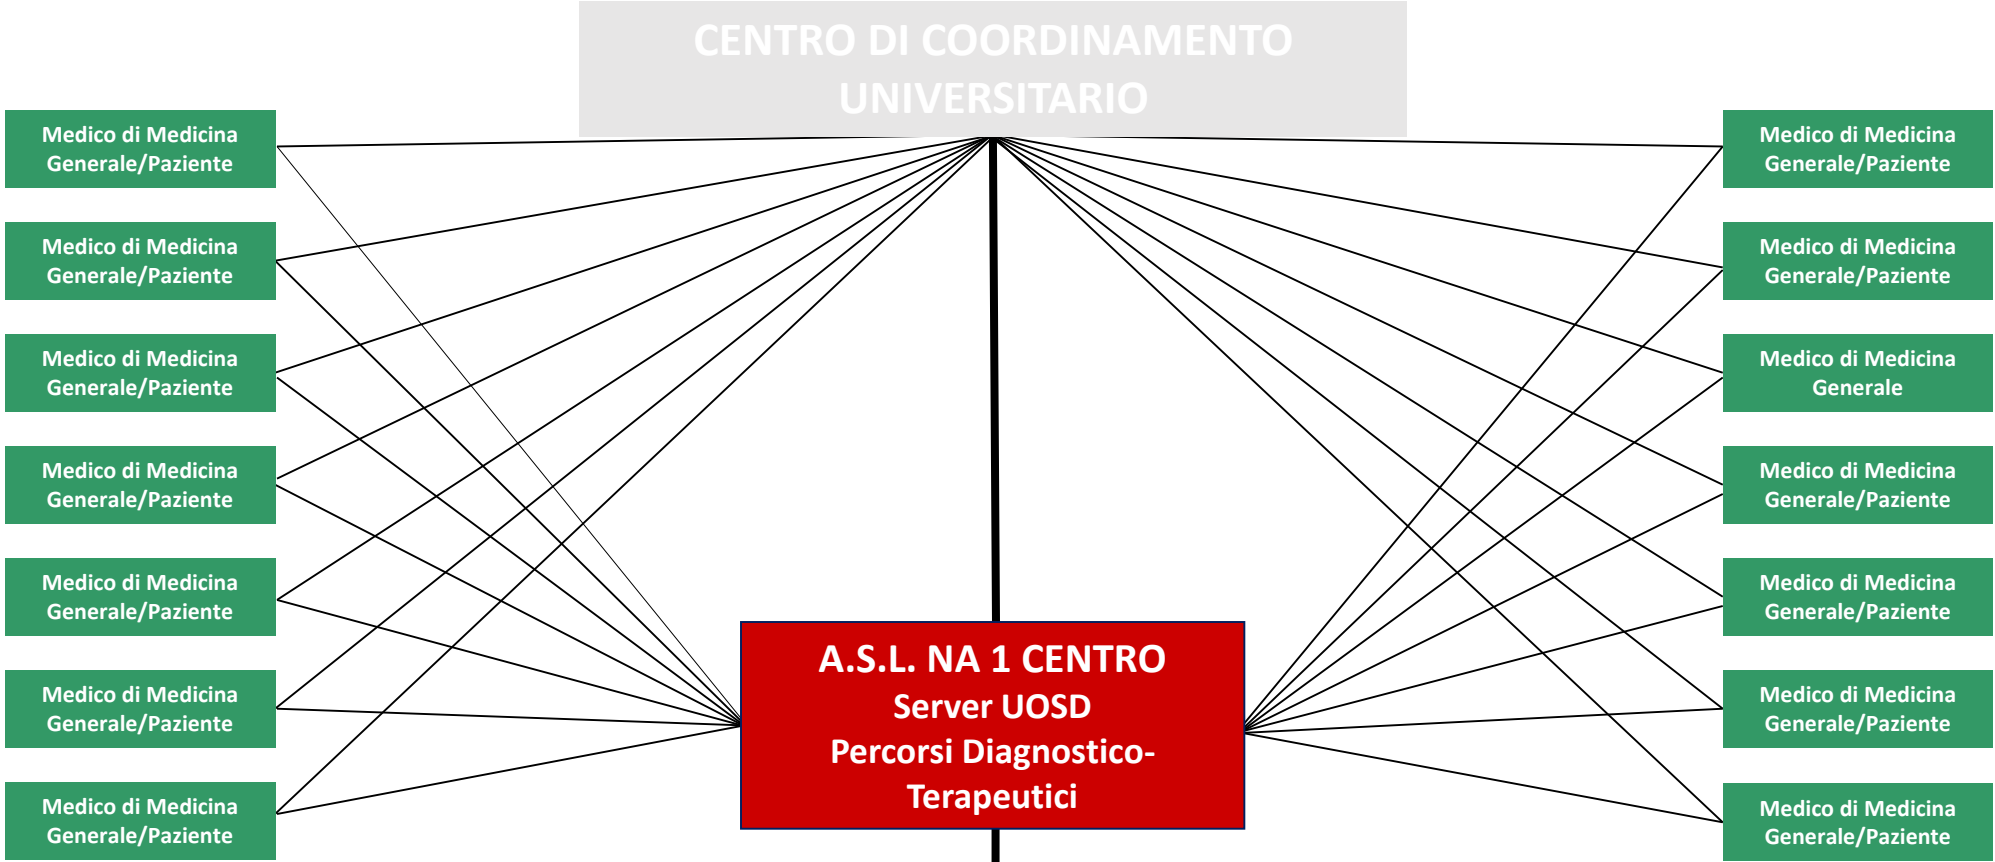 CENTRO DI COORDINAMENTO
UNIVERSITARIO
Medico di Medicina
Generale/Paziente
Medico di Medicina
Generale/Paziente
Medico di Medicina
Generale/Paziente
Medico di Medicina
Generale/Paziente
Medico di Medicina
Generale/Paziente
Medico di Medicina
Generale/Paziente
Medico di Medicina
Generale/Paziente
A.S.L. NA 1 CENTRO
Server UOSD
Percorsi Diagnostico-
Terapeutici
Medico di Medicina
Generale/Paziente
Medico di Medicina
Generale/Paziente
Medico di Medicina
Generale
Medico di Medicina
Generale/Paziente
Medico di Medicina
Generale/Paziente
Medico di Medicina
Generale/Paziente
Medico di Medicina
Generale/Paziente